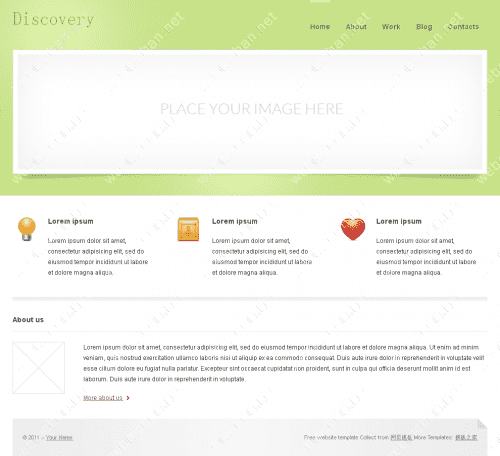 Discovery
Home About Work Blog Contacts
PLACE YOUR IMAGE HERE
Lorem ipsum
Lorem ipsum dolor sit amet,
consectetur adipisicing elit, sed do
eiusmod tempor incididunt ut labore
et dolore magna aliqua.
Lorem ipsum
Lorem ipsum dolor sit amet,
consectetur adipisicing elit, sed do
eiusmod tempor incididunt ut labore
et dolore magna aliqua.
Lorem ipsum
Lorem ipsum dolor sit amet,
consectetur adipisicing elit, sed do
eiusmod tempor incididunt ut labore
et dolore magna aliqua.
About us
Lorem ipsum dolor sit amet, consectetur adipisicing elit, sed do eiusmod tempor incididunt ut labore et dolore magna aliqua. Ut enim ad minim
veniam, quis nostrud exercitation ullamco laboris nisi ut aliquip ex ea commodo consequat. Duis aute irure dolor in reprehenderit in voluptate velit
esse cillum dolore eu fugiat nulla pariatur. Excepteur sint occaecat cupidatat non proident, sunt in culpa qui officia deserunt mollit anim id est
laborum. Duis aute irure dolor in reprehenderit in voluptate.
More about us
© 2011 – Your Name Free website template Collect from 网页模板 More Templates: